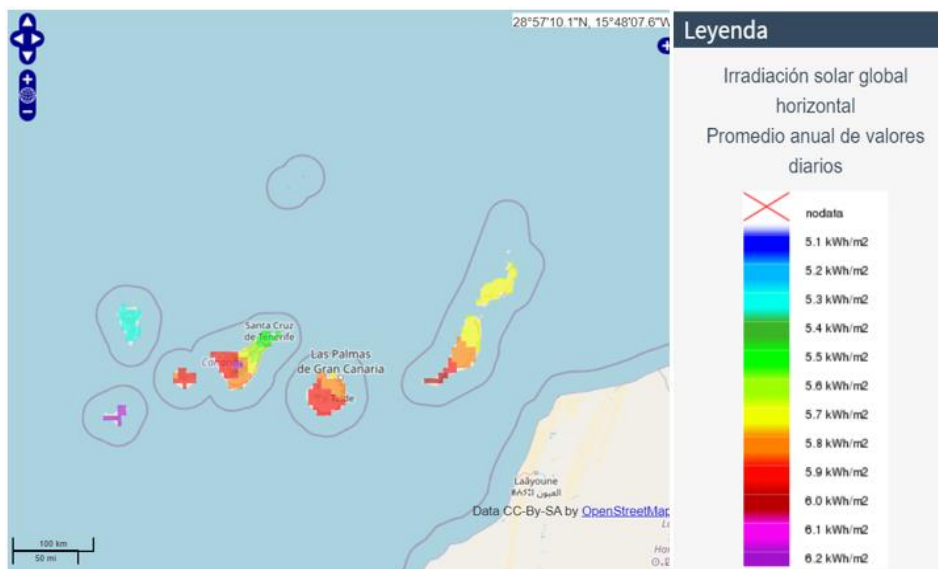 28°57'10.1"N, 15°48'07.6"W
Santa Cruz
de Tenerife
Las Palmas
de Gran Canaria
Laâyoune
العيون
Data CC-By-SA by OpenStreetMap
100 km
50 mi
Leyenda
Irradiación solar global
horizontal
Promedio anual de valores
diarios
nodata
5.1 kWh/m2
5.2 kWh/m2
5.3 kWh/m2
5.4 kWh/m2
5.5 kWh/m2
5.6 kWh/m2
5.7 kWh/m2
5.8 kWh/m2
5.9 kWh/m2
6.0 kWh/m2
6.1 kWh/m2
6.2 kWh/m2